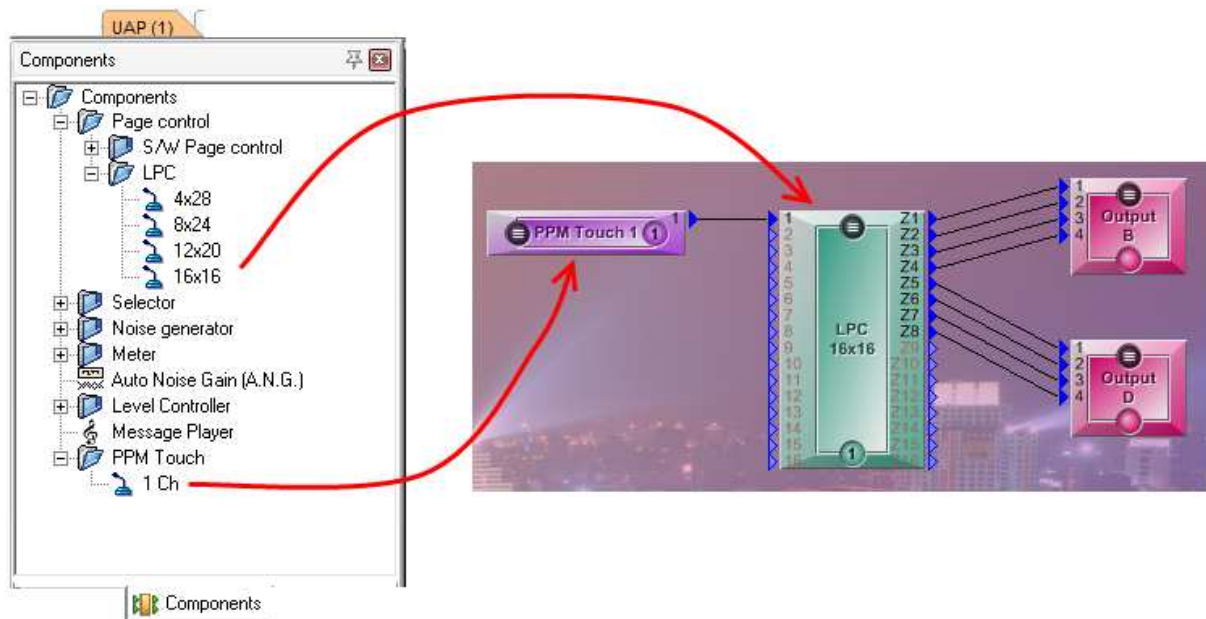 UAP (1)
Components
Components
Page control
S/W Page control
LPC
4x28
8x24
12x20
16x16
Selector
Noise generator
Meter
Auto Noise Gain (A.N.G.)
Level Controller
Message Player
PPM Touch
1 Ch
Components
PPM Touch 1 1
1
1
2
3
4
5
6
7
8
9
10
11
12
13
14
15
LPC
16x16
1
Z1
Z2
Z3
Z4
Z5
Z6
Z7
Z8
Z9
Z10
Z11
Z12
Z13
Z14
Z15
1
2
3
4
Output
B
1
2
3
4
Output
D